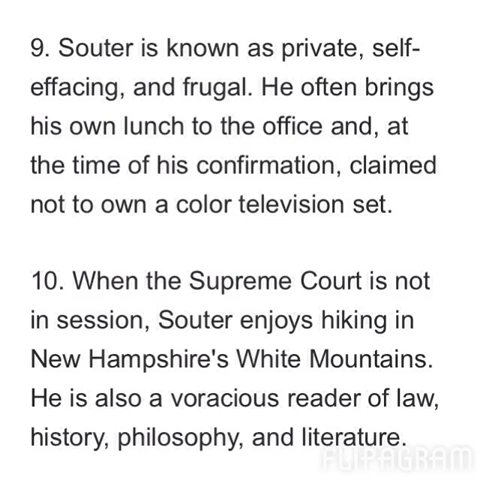 9. Souter is known as private, self-
effacing, and frugal. He often brings
his own lunch to the office and, at
the time of his confirmation, claimed
not to own a color television set.
10. When the Supreme Court is not
in session, Souter enjoys hiking in
New Hampshire's White Mountains.
He is also a voracious reader of law,
history, philosophy, and literature.
FLIPAGRAM